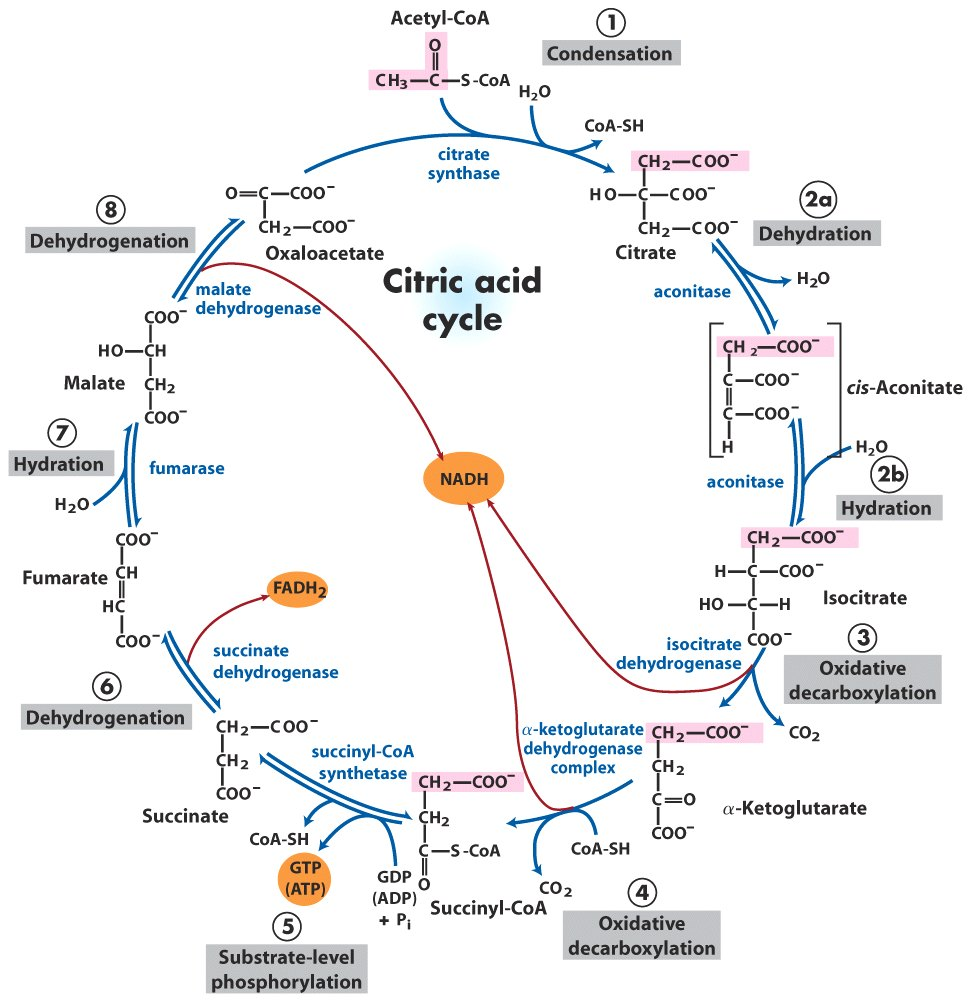 Acetyl-CoA
O
CH3—C—S-CoA
1
Condensation
H2O
CoA-SH
citrate
synthase
CH2—COO−
HO—C—COO−
CH2—COO−
Citrate
2a
Dehydration
aconitase
H2O
CH2—COO−
C—COO−
C—COO−
H
cis-Aconitate
aconitase
H2O
2b
Hydration
CH2—COO−
H—C—COO−
HO—C—H
COO−
Isocitrate
isocitrate
dehydrogenase
3
Oxidative
decarboxylation
CO2
CH2—COO−
CH2
C=O
COO−
α-Ketoglutarate
α-ketoglutarate
dehydrogenase
complex
CoA-SH
CO2
4
Oxidative
decarboxylation
CH2—COO−
CH2
C—S-CoA
O
Succinyl-CoA
succinyl-CoA
synthetase
GDP
(ADP)
+ Pi
CoA-SH
GTP
(ATP)
5
Substrate-level
phosphorylation
CH2—COO−
CH2
COO−
Succinate
6
Dehydrogenation
succinate
dehydrogenase
FADH2
COO−
CH
HC
COO−
Fumarate
7
Hydration
fumarase
H2O
COO−
HO—CH
CH2
COO−
Malate
8
Dehydrogenation
malate
dehydrogenase
O=C—COO−
CH2—COO−
Oxaloacetate
Citric acid
cycle
NADH